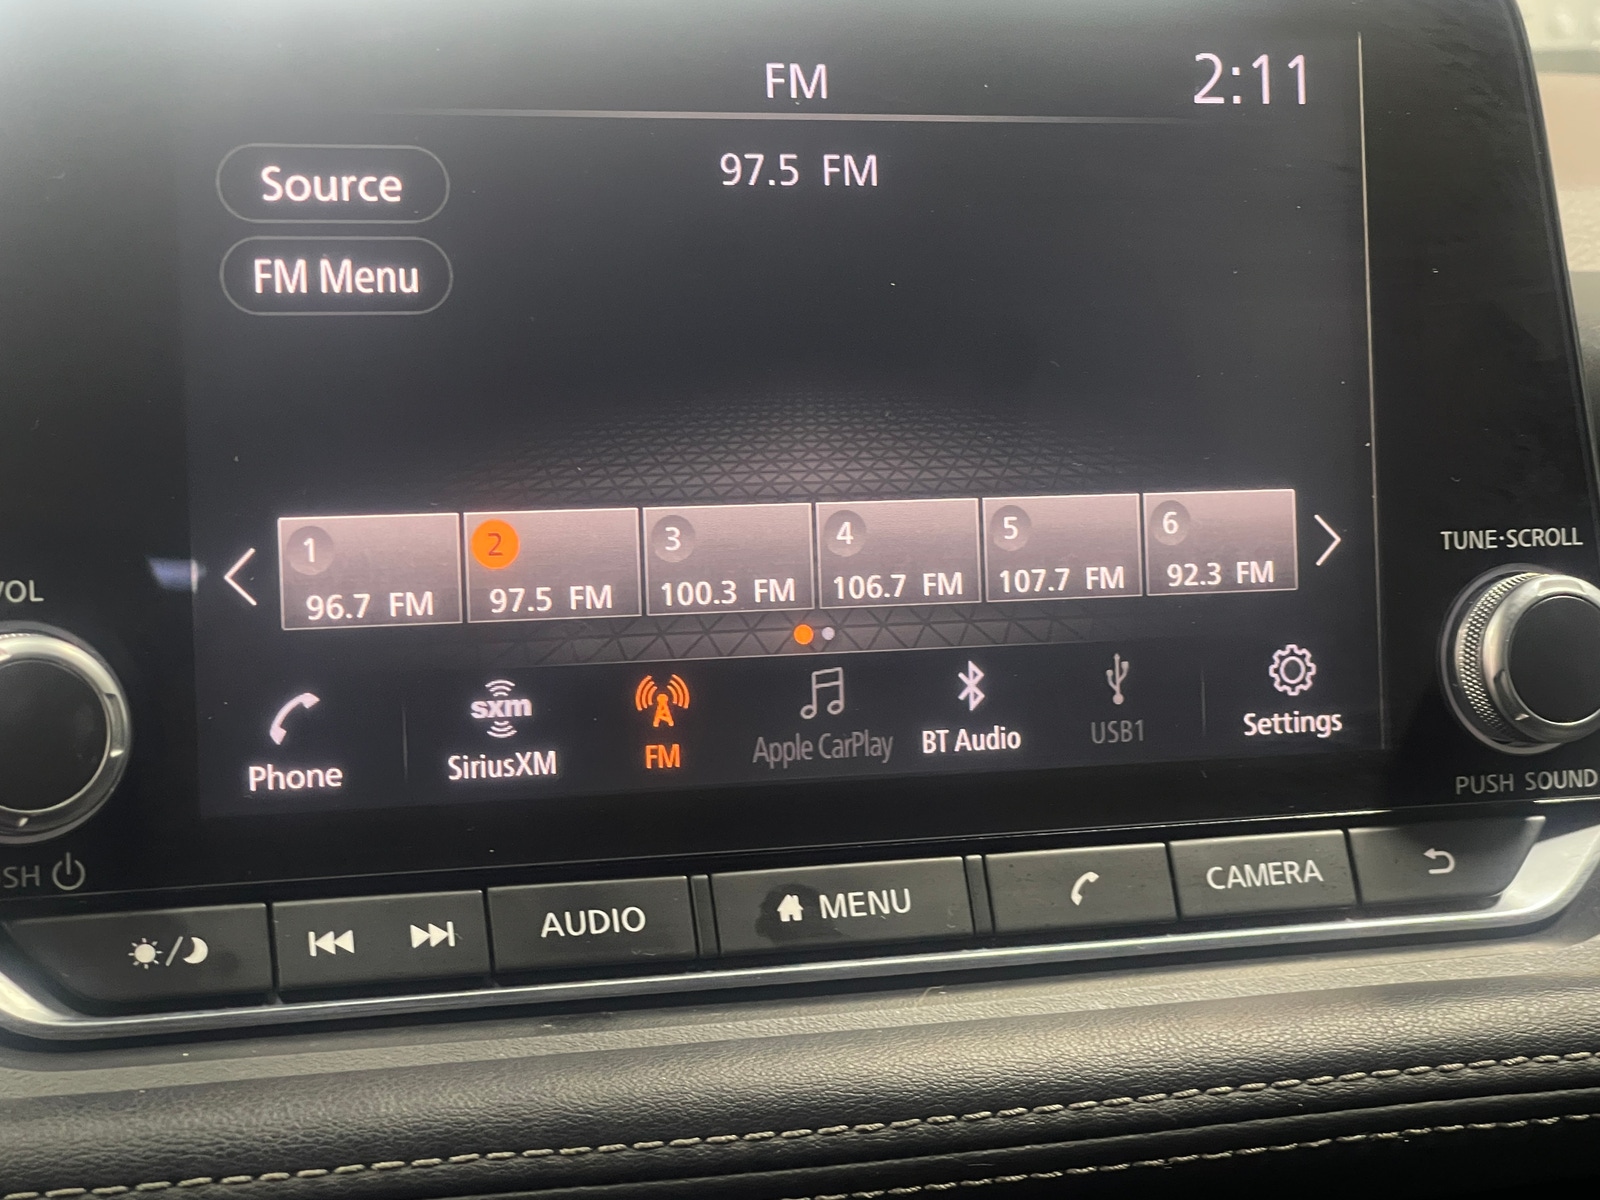 FM
2:11
Source
97.5 FM
FM Menu
1
2
3
4
5
6
96.7 FM
97.5 FM
100.3 FM
106.7 FM
107.7 FM
92.3 FM
TUNE·SCROLL
VOL
sxm
Phone
SiriusXM
FM
Apple CarPlay
BT Audio
USB1
Settings
PUSH SOUND
SH
AUDIO
MENU
CAMERA